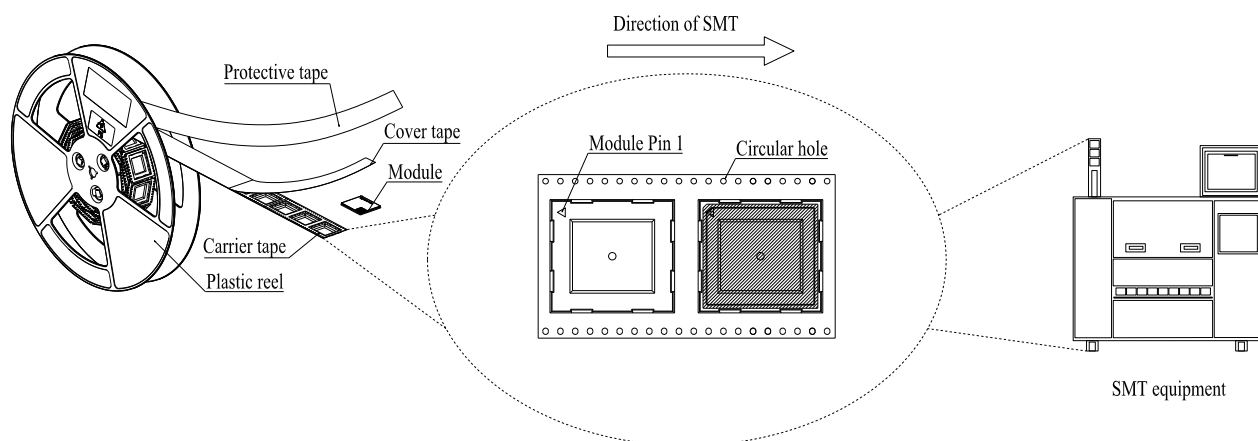 Direction of SMT
Protective tape
Cover tape
Module
Carrier tape
Plastic reel
Module Pin 1
Circular hole
SMT equipment